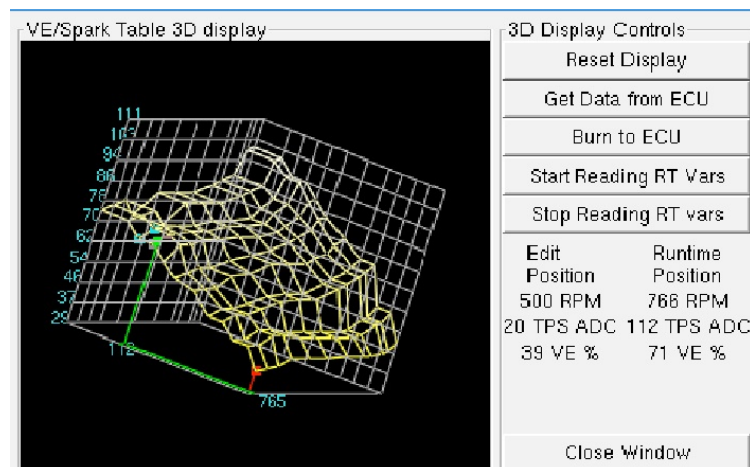 VE/Spark Table 3D display
111
103
94
86
78
70
62
54
46
37
29
112
765
3D Display Controls
Reset Display
Get Data from ECU
Burn to ECU
Start Reading RT Vars
Stop Reading RT vars
Edit Runtime
Position Position
500 RPM 766 RPM
20 TPS ADC 112 TPS ADC
39 VE % 71 VE %
Close Window